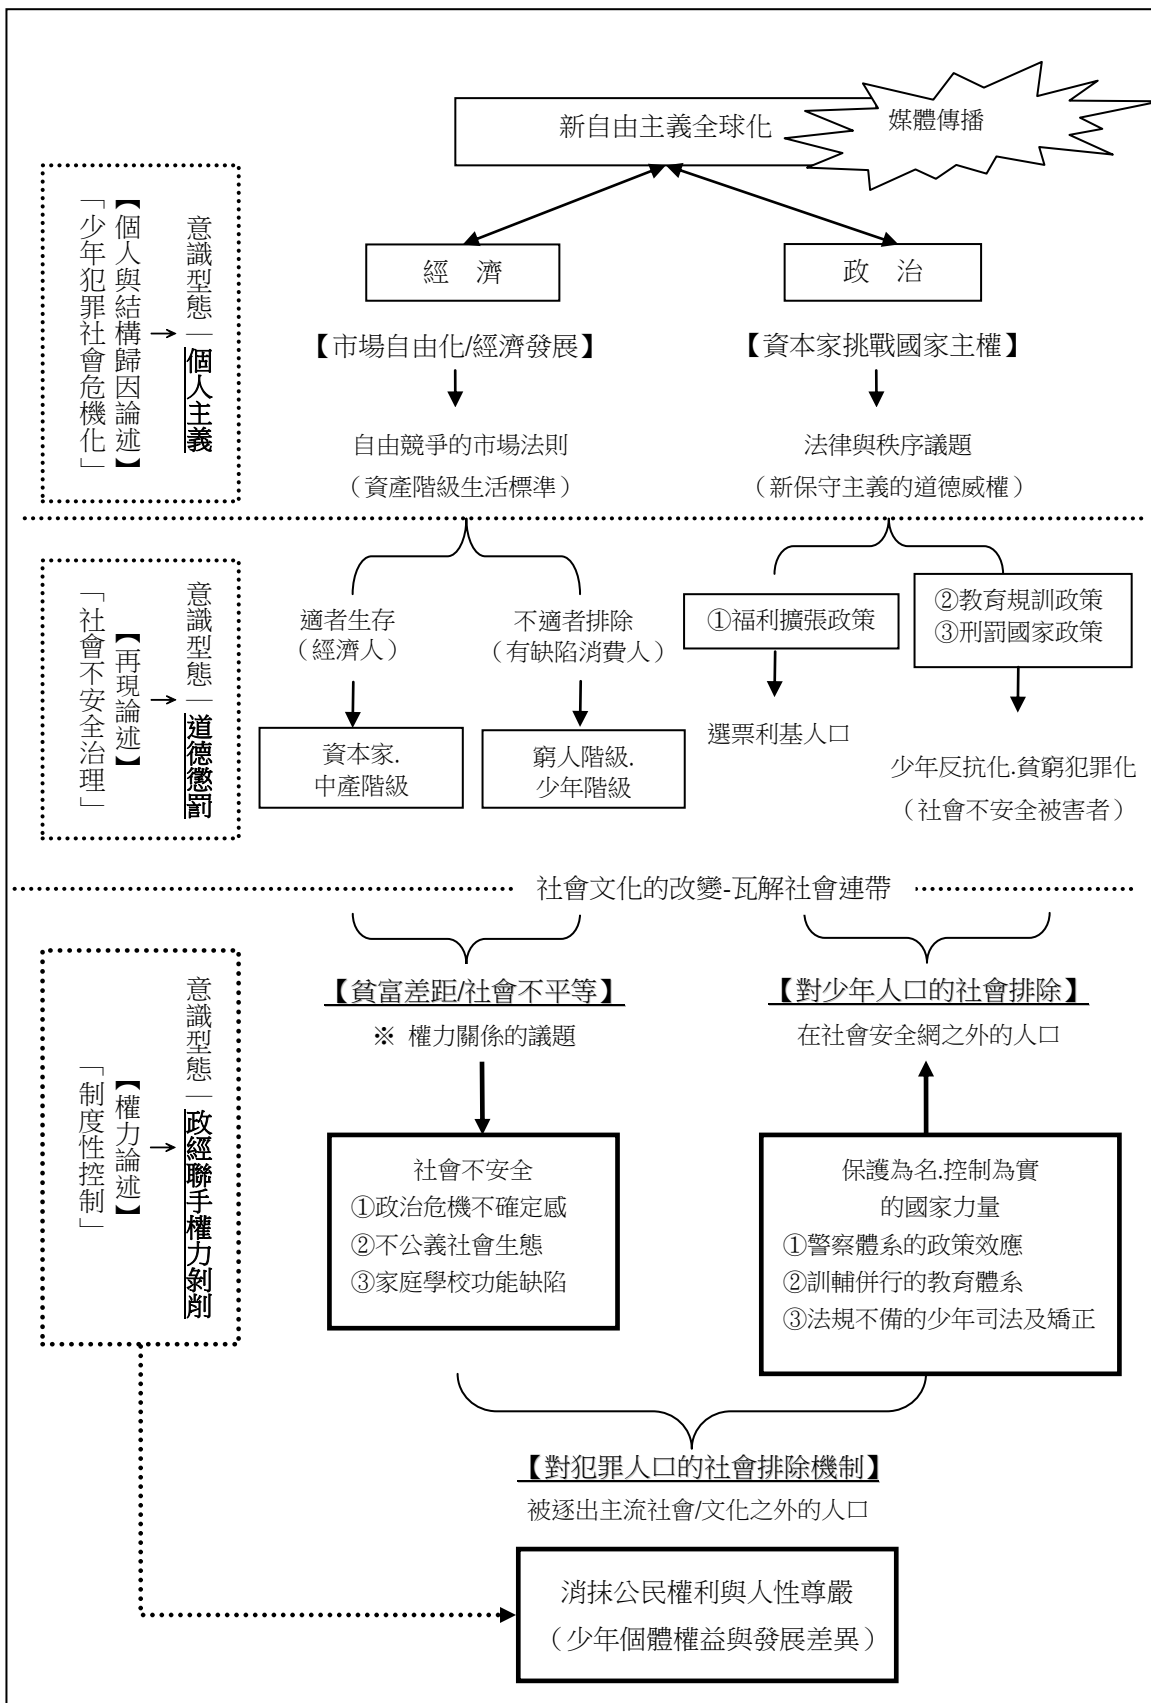 新自由主義全球化
媒體傳播
「少年犯罪社會危機化」
【個人與結構歸因論述】
→
意識型態｜個人主義
經 濟
政 治
【市場自由化/經濟發展】
【資本家挑戰國家主權】
自由競爭的市場法則
（資產階級生活標準）
法律與秩序議題
（新保守主義的道德威權）
「社會不安全治理」
【再現論述】
→
意識型態｜道德懲罰
適者生存
（經濟人）
不適者排除
（有缺陷消費人）
①福利擴張政策
②教育規訓政策
③刑罰國家政策
資本家.
中產階級
窮人階級.
少年階級
選票利基人口
少年反抗化.貧窮犯罪化
（社會不安全被害者）
社會文化的改變-瓦解社會連帶
「制度性控制」
【權力論述】
→
意識型態｜政經聯手權力剝削
【貧富差距/社會不平等】
※ 權力關係的議題
【對少年人口的社會排除】
在社會安全網之外的人口
社會不安全
①政治危機不確定感
②不公義社會生態
③家庭學校功能缺陷
保護為名.控制為實
的國家力量
①警察體系的政策效應
②訓輔併行的教育體系
③法規不備的少年司法及矯正
【對犯罪人口的社會排除機制】
被逐出主流社會/文化之外的人口
消抹公民權利與人性尊嚴
（少年個體權益與發展差異）